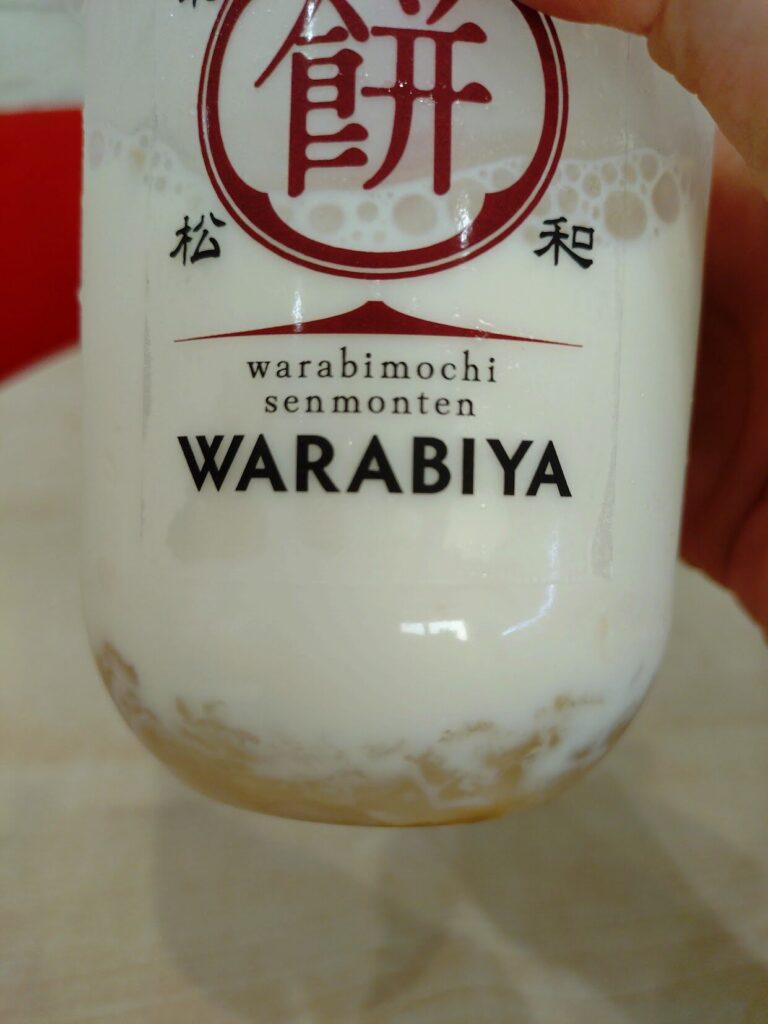 餅
松 和
warabimochi
senmonten
WARABIYA